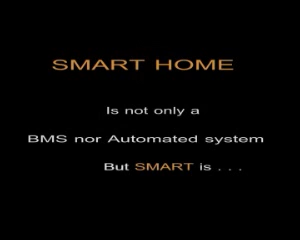 SMART HOME
Is not only a
BMS nor Automated system
But SMART is . . .